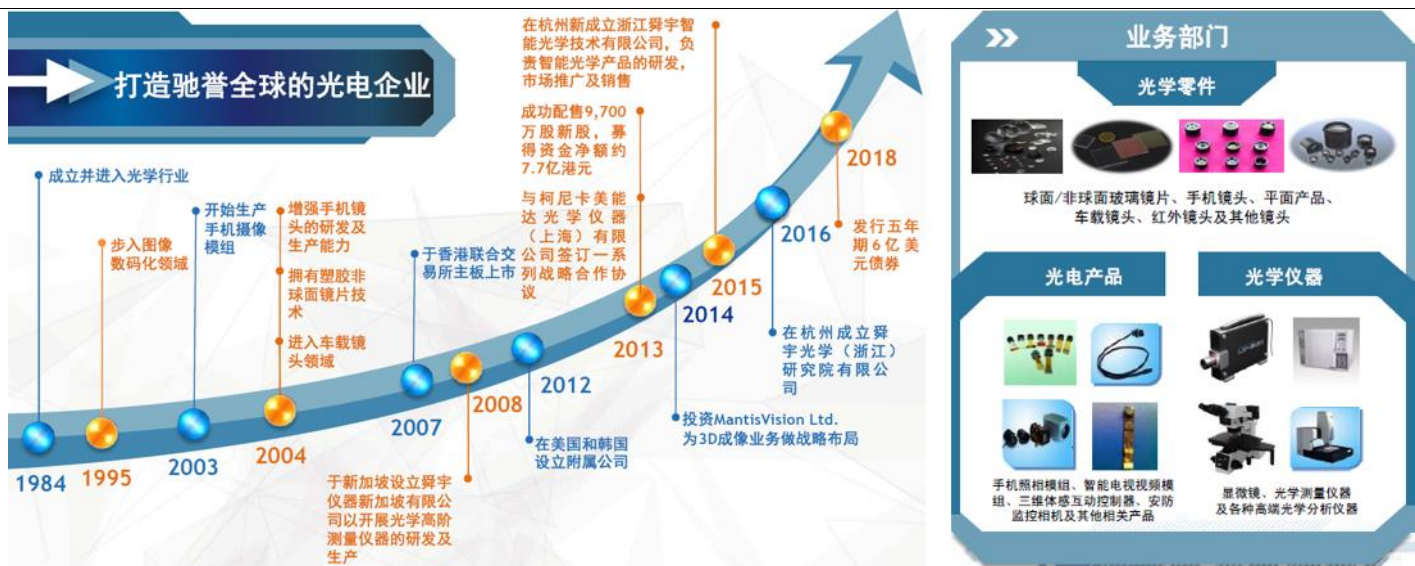 打造驰誉全球的光电企业
成立并进入光学行业
1984
步入图像
数码化领域
1995
开始生产
手机摄像
模组
2003
增强手机镜
头的研发及
生产能力
拥有塑胶非
球面镜片技
术
进入车载镜
头领域
2004
于香港联合交
易所主板上市
2007
2008
于新加坡设立舜宇
仪器新加坡有限公
司以开展光学高阶
测量仪器的研发及
生产
2012
在美国和韩国
设立附属公司
成功配售9,700
万股新股，募
得资金净额约
7.7亿港元
与柯尼卡美能
达光学仪器
（上海）有限
公司签订一系
列战略合作协
议
2013
2014
投资MantisVision Ltd.
为3D成像业务做战略布局
在杭州新成立浙江舜宇智
能光学技术有限公司，负
责智能光学产品的研发，
市场推广及销售
2015
2016
在杭州成立舜
宇光学（浙江）
研究院有限公
司
2018
发行五年
期6亿美
元债券
业务部门
光学零件
球面/非球面玻璃镜片、手机镜头、平面产品、
车载镜头、红外镜头及其他镜头
光电产品
手机照相模组、智能电视视频模
组、三维体感互动控制器、安防
监控相机及其他相关产品
光学仪器
显微镜、光学测量仪器
及各种高端光学分析仪器